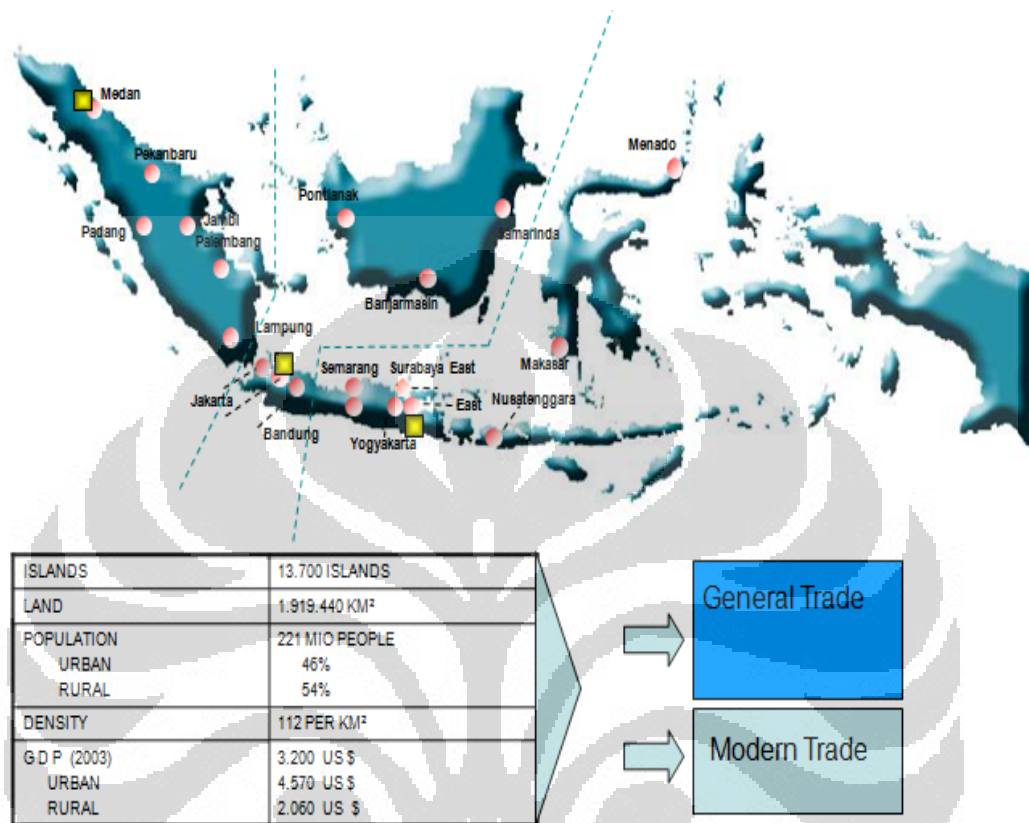 Medan
Pekanbaru
Menado
Pontianak
Padang
Jambi
Palembang
Samarinda
Banjarmasin
Lampung
Semarang Surabaya East
Makasar
Jakarta
East
Nusatenggara
Bandung
Yogyakarta
ISLANDS 13.700 ISLANDS
LAND 1.919.440 KM²
POPULATION 221 MIO PEOPLE
URBAN 46%
RURAL 54%
DENSITY 112 PER KM²
G D P (2003) 3.200 US $
URBAN 4.570 US $
RURAL 2.060 US $
General Trade
Modern Trade